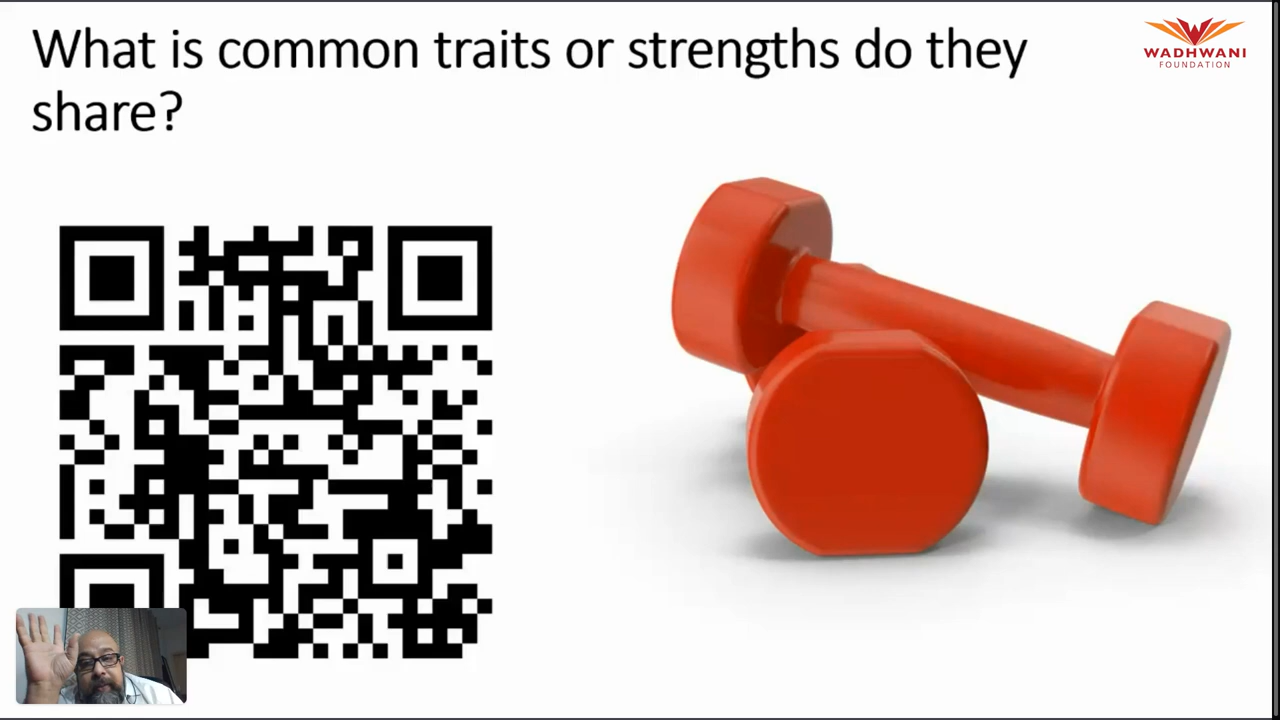 What is common traits or strengths do they
share?
WADHWANI
FOUNDATION